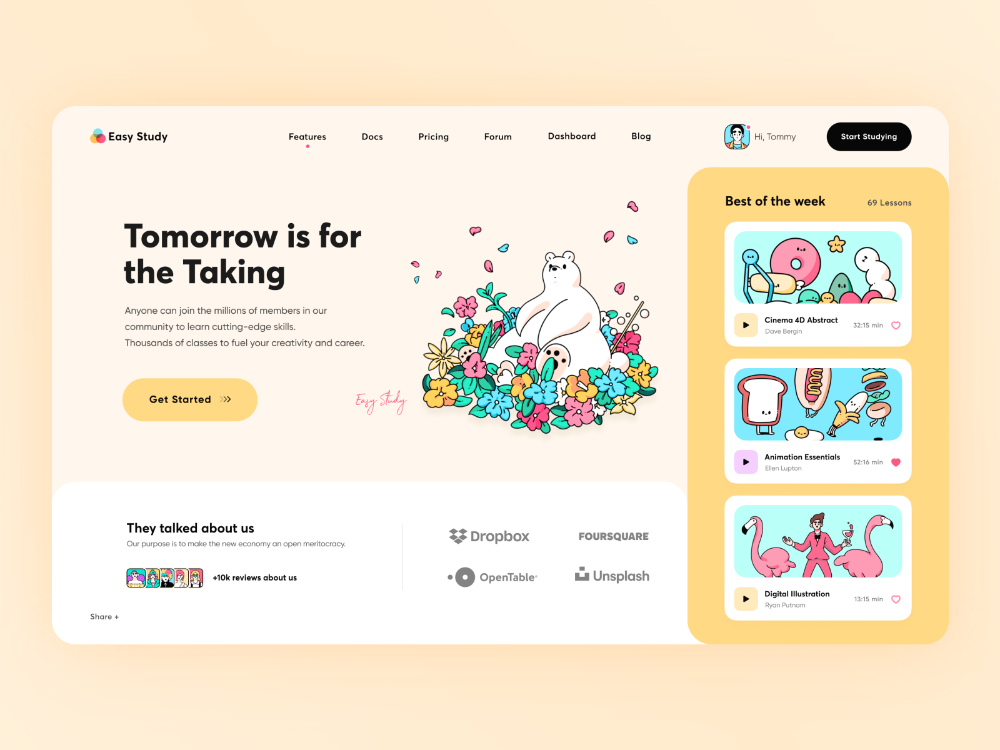 Easy Study
Features
Docs
Pricing
Forum
Dashboard
Blog
Hi, Tommy
Start Studying
Tomorrow is for
the Taking
Anyone can join the millions of members in our
community to learn cutting-edge skills.
Thousands of classes to fuel your creativity and career.
Get Started
Easy Study
Best of the week
69 Lessons
Cinema 4D Abstract
Dave Bergin
32:15 min
Animation Essentials
Ellen Lupton
52:16 min
Digital Illustration
Ryan Putnam
13:15 min
They talked about us
Our purpose is to make the new economy an open meritocracy.
+10k reviews about us
Dropbox
FOURSQUARE
OpenTable
Unsplash
Share +